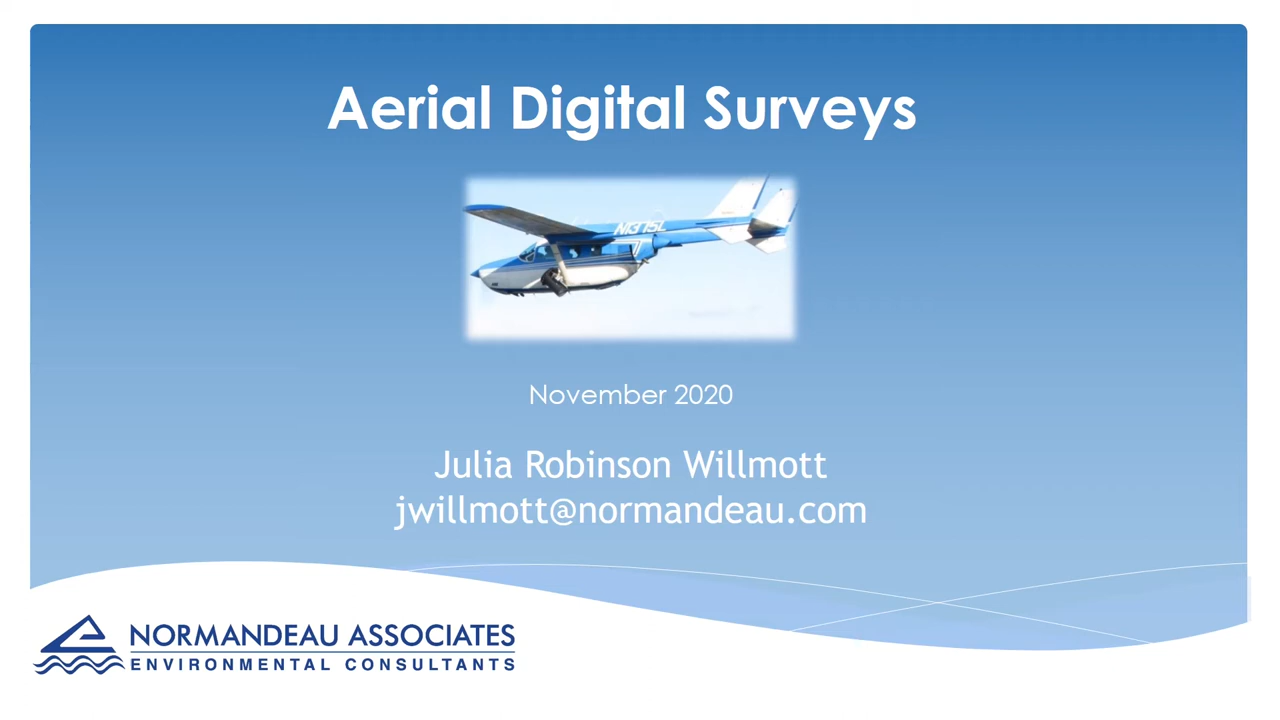 Aerial Digital Surveys
N1375L
November 2020
Julia Robinson Willmott
jwillmott@normandeau.com
NORMANDEAU ASSOCIATES
ENVIRONMENTAL CONSULTANTS